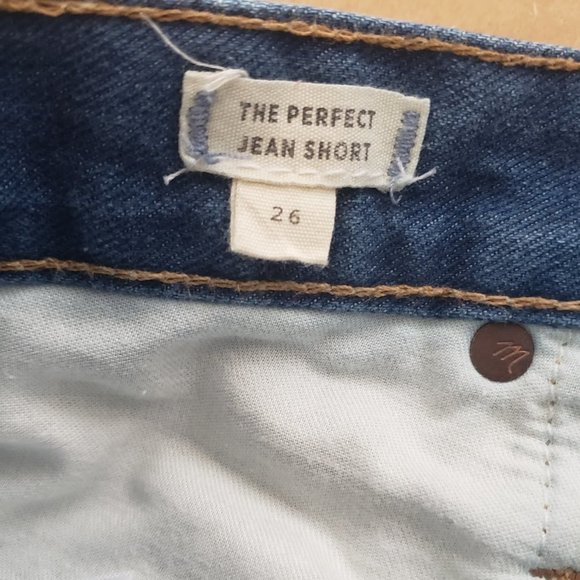 THE PERFECT
JEAN SHORT
26
m